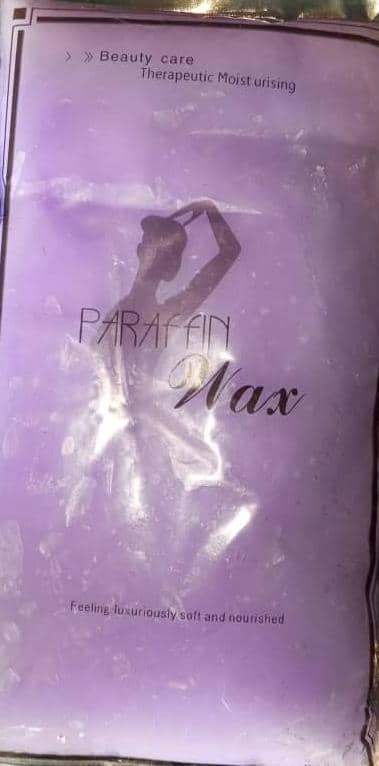 › » Beauty care
Therapeutic Moist urising
PARAFFIN
Wax
Feeling luxuriously soft and nourished